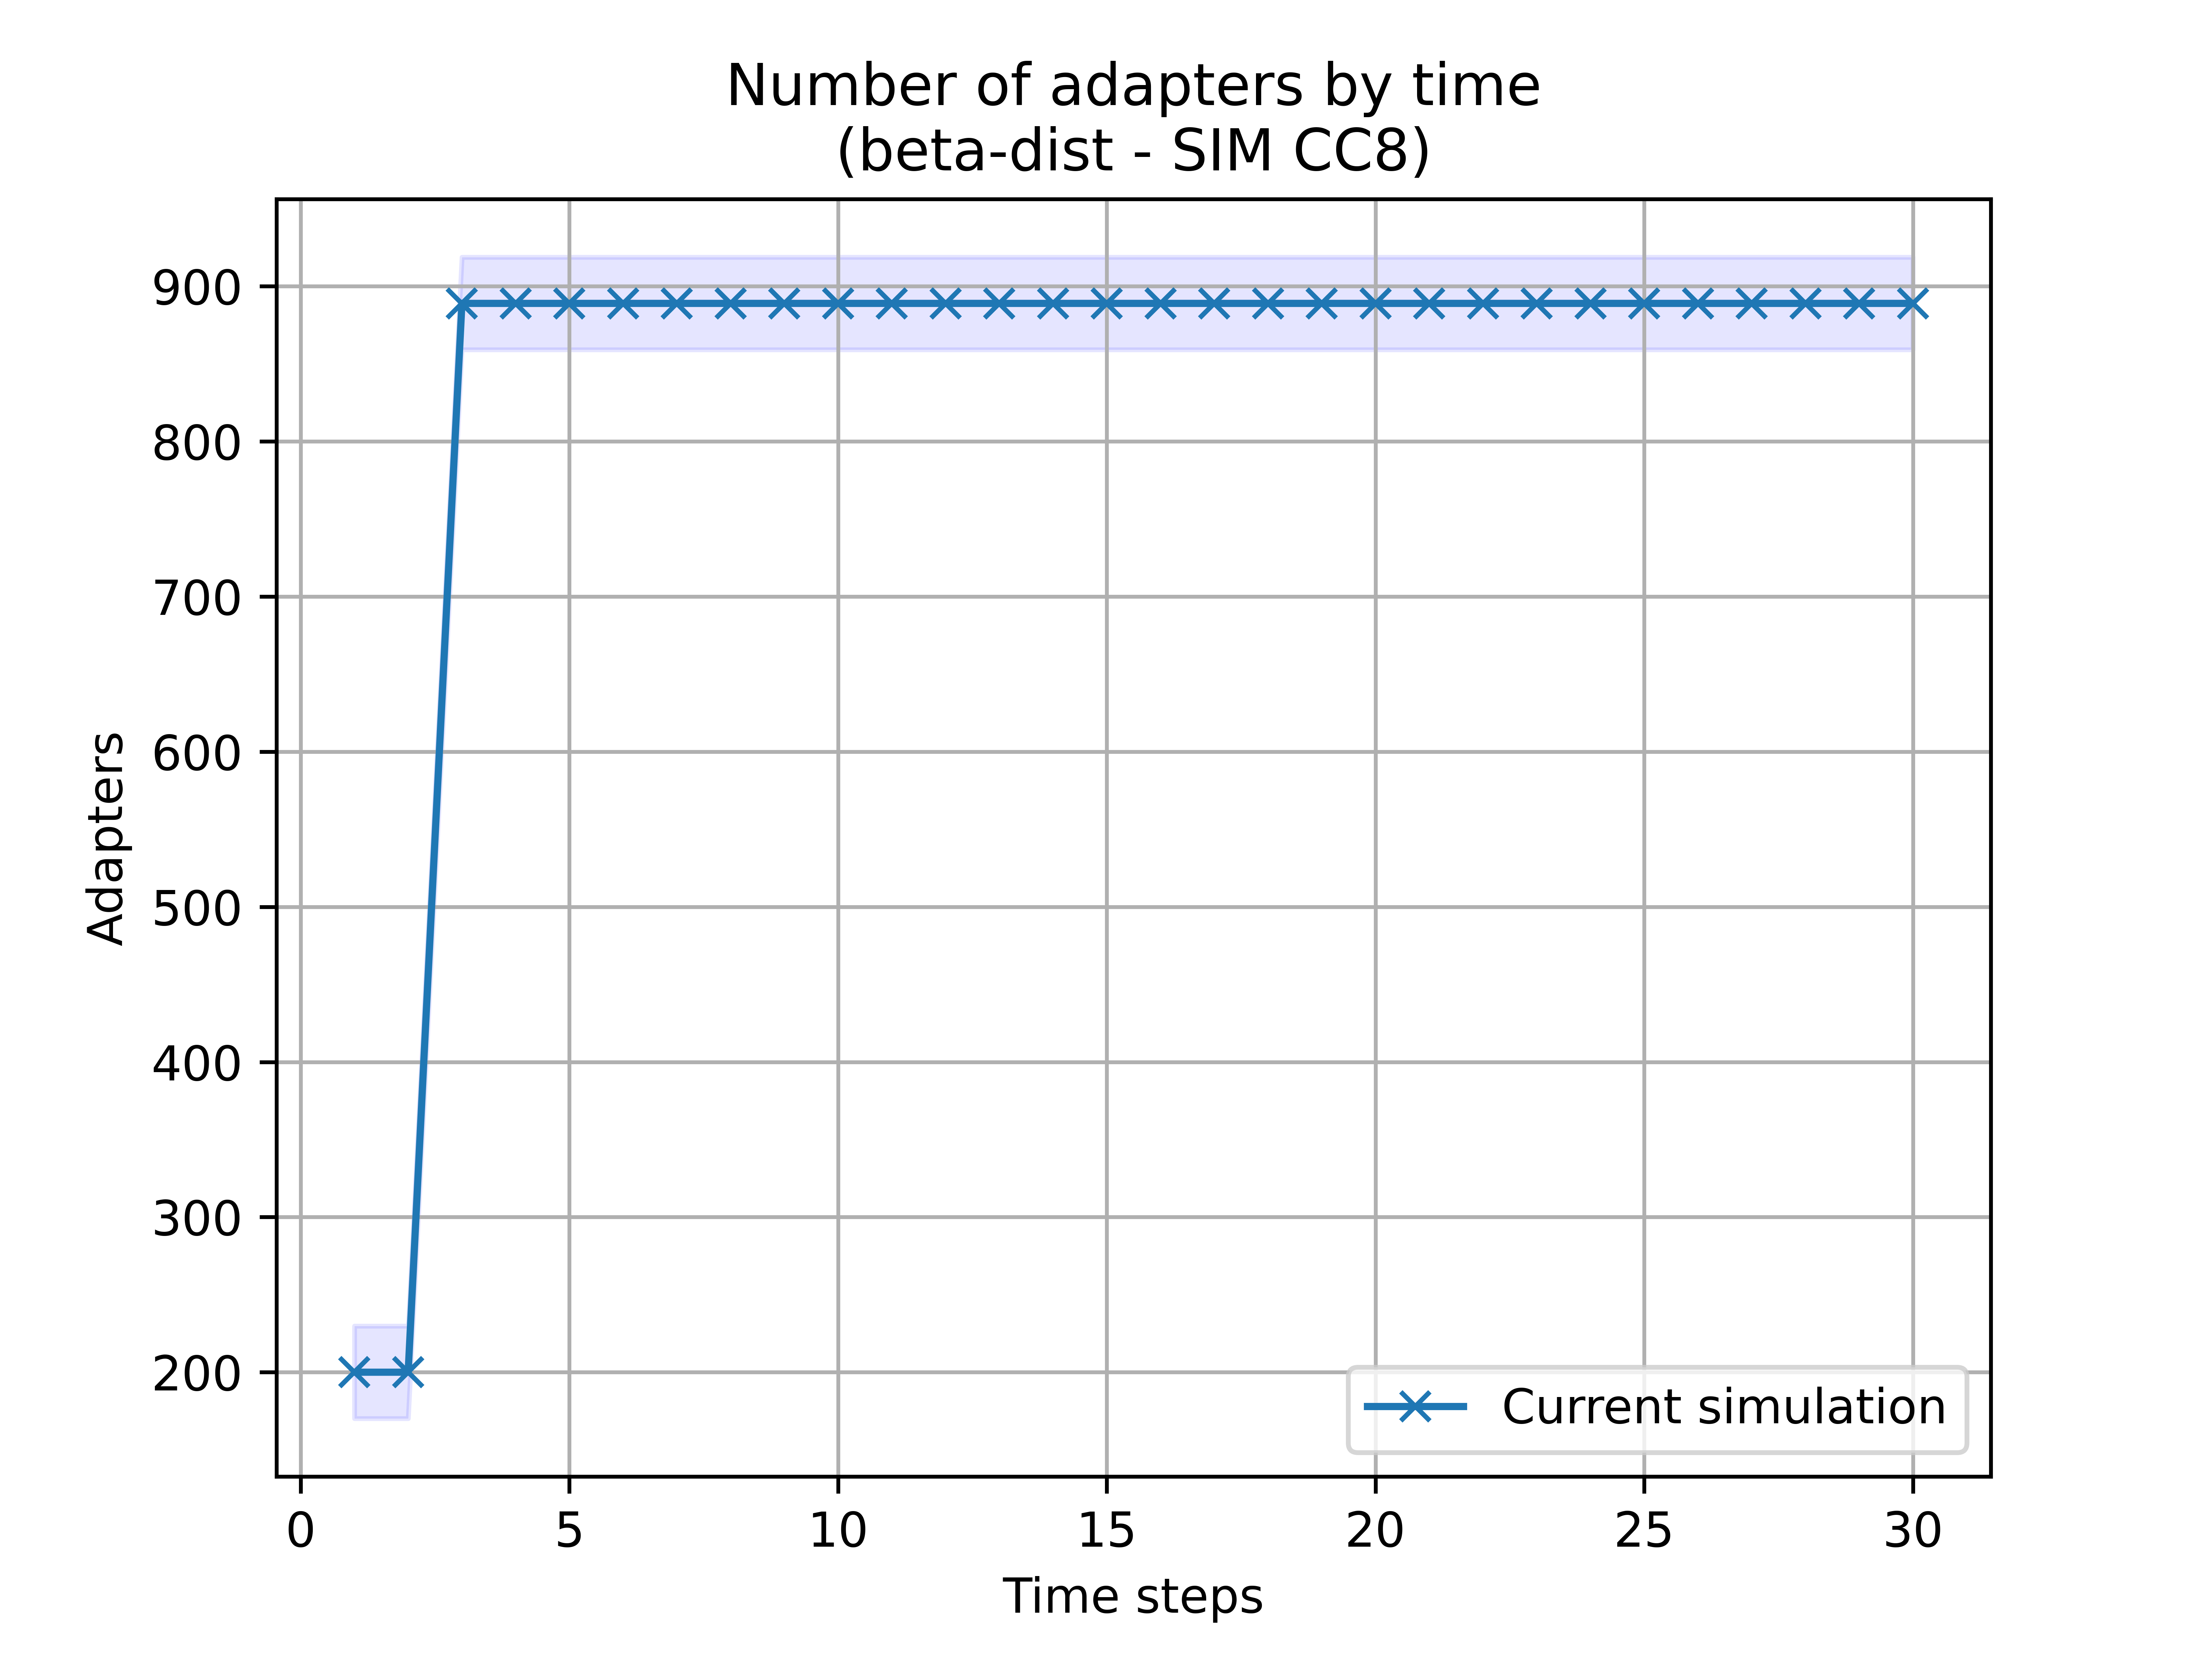 Number of adapters by time
(beta-dist - SIM CC8)
900
800
700
600
500
400
300
200
Adapters
Current simulation
0 5 10 15 20 25 30
Time steps